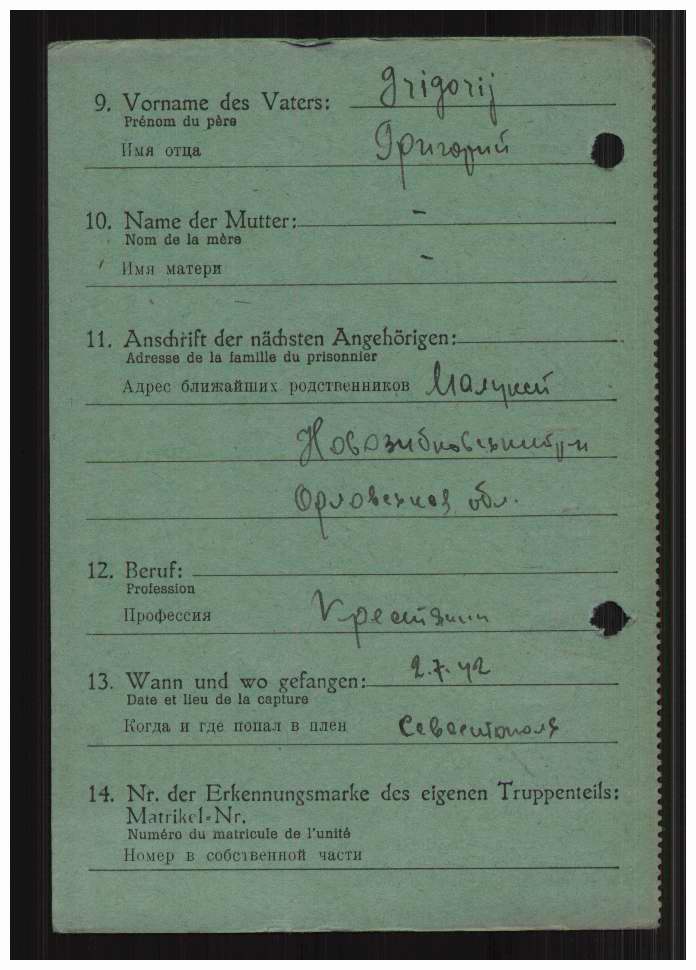 9. Vorname des Vaters: Grigorij
Prénom du père
Имя отца Григорий
10. Name der Mutter: -
Nom de la mère
Имя матери -
11. Anschrift der nächsten Angehörigen:
Adresse de la famille du prisonnier
Адрес ближайших родственников
Орловская обл.
12. Beruf:
Profession
Профессия Крестянин
13. Wann und wo gefangen: 2.7.42
Date et lieu de la capture
Когда и где попал в плен Севастополь
14. Nr. der Erkennungsmarke des eigenen Truppenteils:
Matrikel-Nr.
Numéro du matricule de l'unité
Номер в собственной части